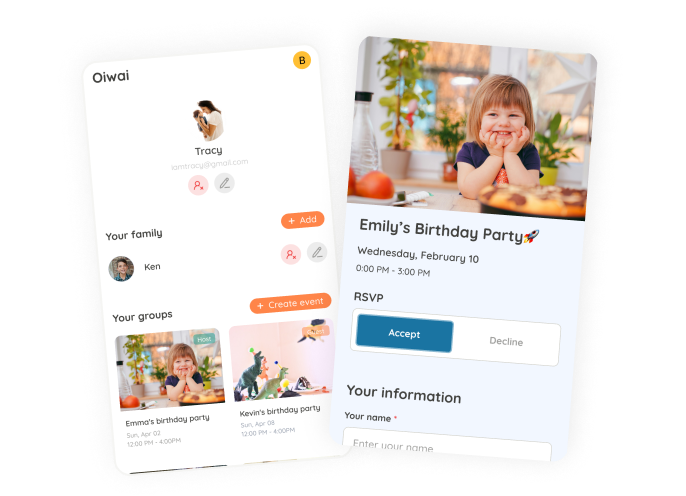 Oiwai
B
Tracy
iamtracy@gmail.com
Your family
+ Add
Ken
Your groups
+ Create event
Host
Guest
Emma's birthday party
Sun, Apr 02
12:00 PM - 4:00PM
Kevin's birthday party
Sun, Apr 08
12:00 PM - 4:00PM
Emily's Birthday Party🚀
Wednesday, February 10
0:00 PM - 3:00 PM
RSVP
Accept
Decline
Your information
Your name *
Enter your name